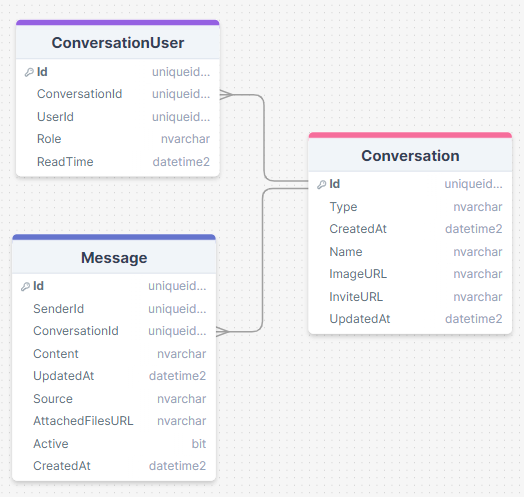 ConversationUser
Id uniqueid...
ConversationId uniqueid...
UserId uniqueid...
Role nvarchar
ReadTime datetime2
Conversation
Id uniqueid...
Type nvarchar
CreatedAt datetime2
Name nvarchar
ImageURL nvarchar
InviteURL nvarchar
UpdatedAt datetime2
Message
Id uniqueid...
SenderId uniqueid...
ConversationId uniqueid...
Content nvarchar
UpdatedAt datetime2
Source nvarchar
AttachedFilesURL nvarchar
Active bit
CreatedAt datetime2